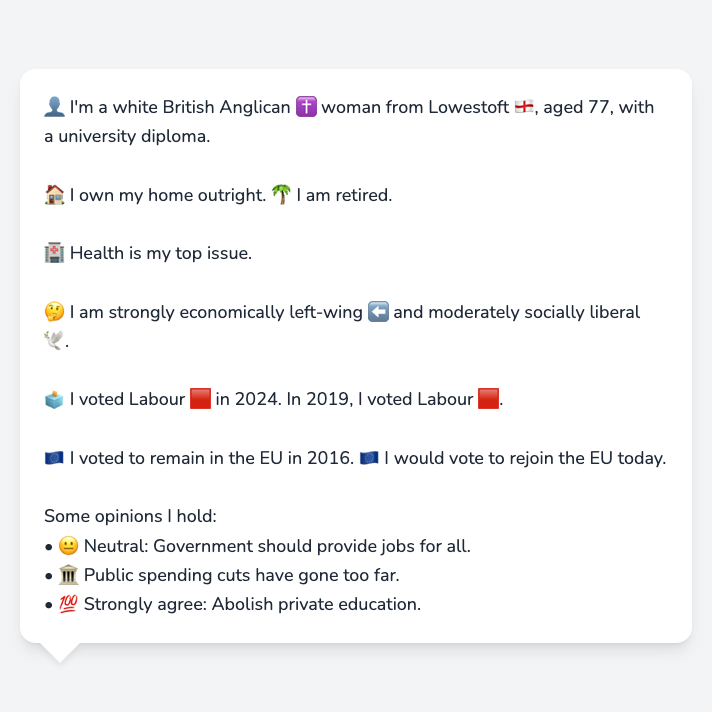 👤 I'm a white British Anglican ✝️ woman from Lowestoft 🏴󠁧󠁢󠁥󠁮󠁧󠁿, aged 77, with
a university diploma.
🏠 I own my home outright. 🌴 I am retired.
🏥 Health is my top issue.
🤔 I am strongly economically left-wing ⬅️ and moderately socially liberal
🕊️.
🗳️ I voted Labour 🟥 in 2024. In 2019, I voted Labour 🟥.
🇪🇺 I voted to remain in the EU in 2016. 🇪🇺 I would vote to rejoin the EU today.
Some opinions I hold:
• 😐 Neutral: Government should provide jobs for all.
• 🏛️ Public spending cuts have gone too far.
• 💯 Strongly agree: Abolish private education.